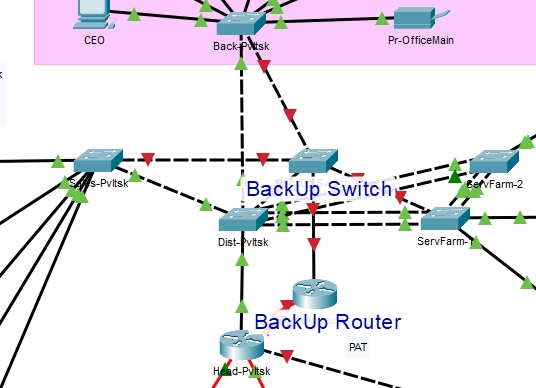 CEO
Back-Pvltsk
Pr-OfficeMain
Sales-Pvltsk
BackUp Switch
ServFarm-2
Dist-Pvltsk
ServFarm-1
BackUp Router
PAT
Head-Pvltsk